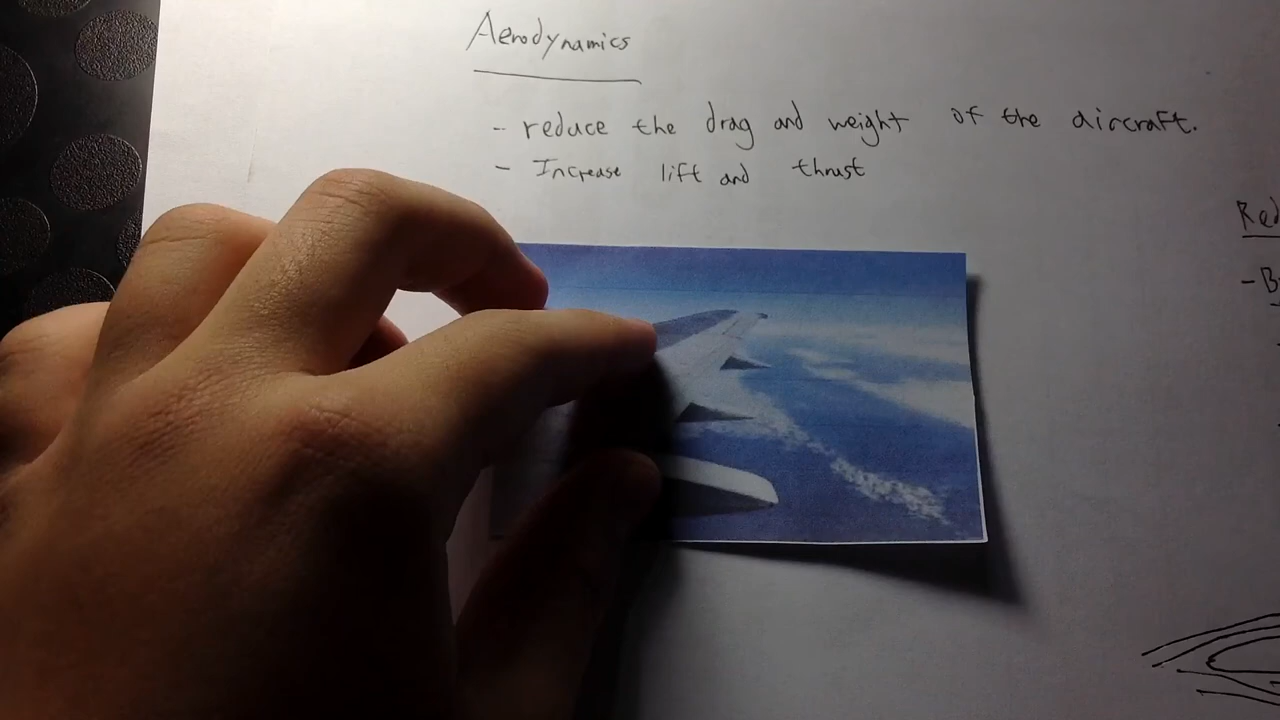 Aerodynamics
- reduce the drag and weight of the aircraft.
- Increase lift and thrust